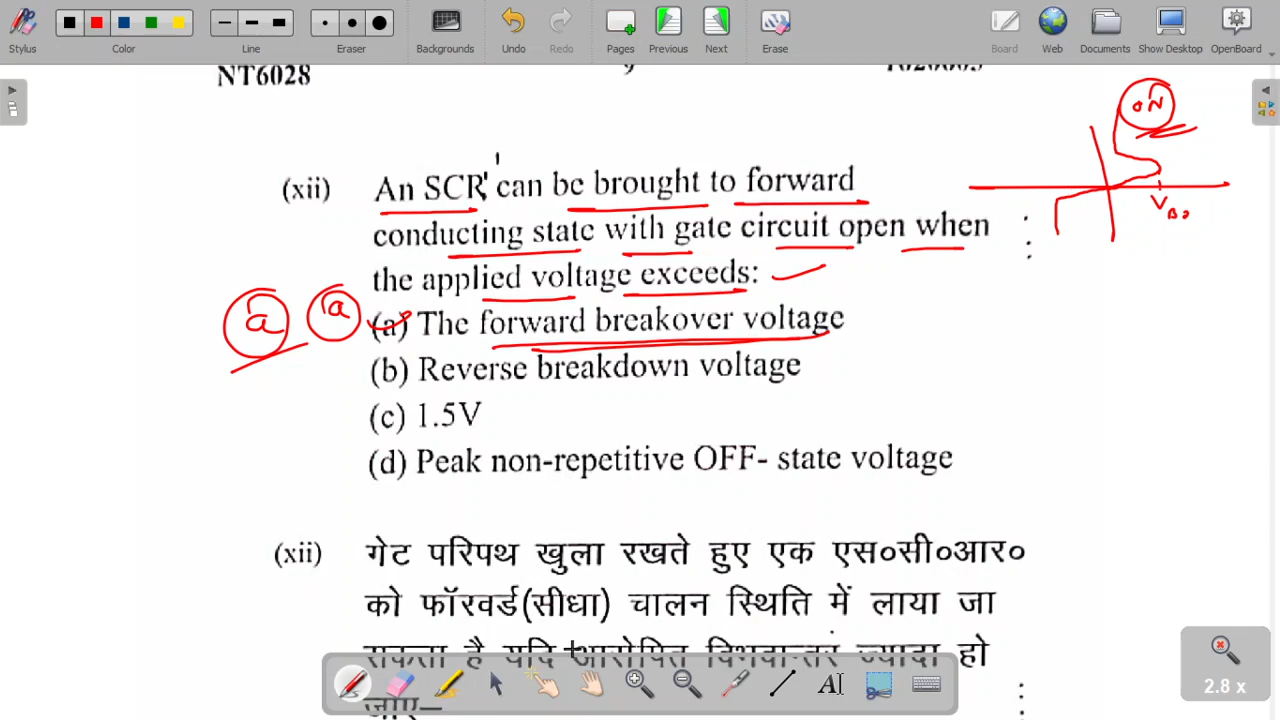 Stylus
Color
Line
Eraser
Backgrounds
Undo
Redo
Pages
Previous
Next
Erase
Board
Web
Documents
Show Desktop
OpenBoard
NT6028
9
ON
V_BO
(xii) An SCR can be brought to forward
conducting state with gate circuit open when
the applied voltage exceeds:
a a (a) The forward breakover voltage
(b) Reverse breakdown voltage
(c) 1.5V
(d) Peak non-repetitive OFF- state voltage
(xii) गेट परिपथ खुला रखते हुए एक एस०सी०आर०
को फॉरवर्ड(सीधा) चालन स्थिति में लाया जा
सकता है यदि आरोपित विभवान्तर ज्यादा हो
जाए–
2.8 x